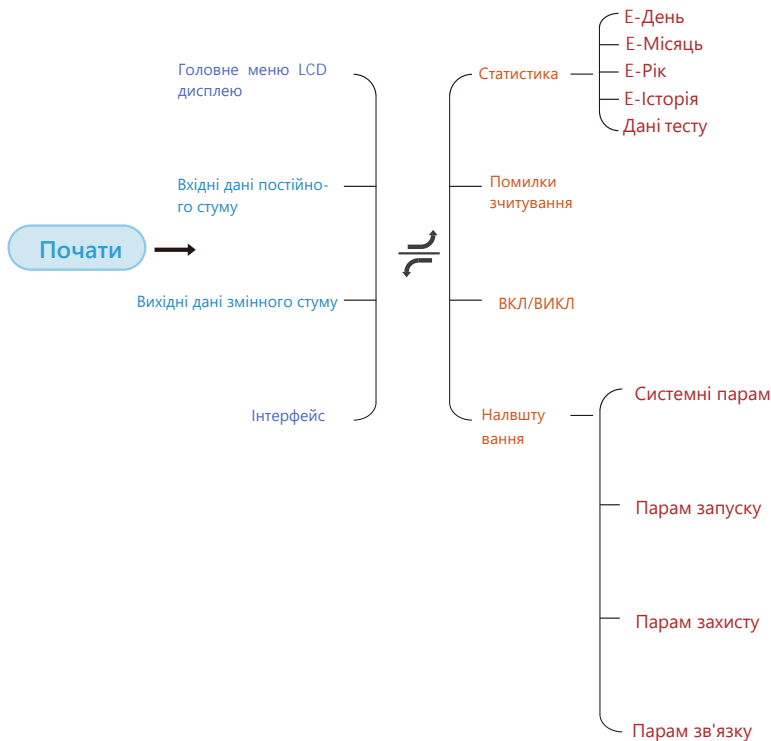 Почати
Головне меню LCD
дисплею
Вхідні дані постійно-
го стуму
Вихідні дані змінного стуму
Інтерфейс
Статистика
E-День
E-Місяць
E-Рік
E-Історія
Дані тесту
Помилки
зчитування
ВКЛ/ВИКЛ
Налвшту
вання
Системні парам
Парам запуску
Парам захисту
Парам зв'язку